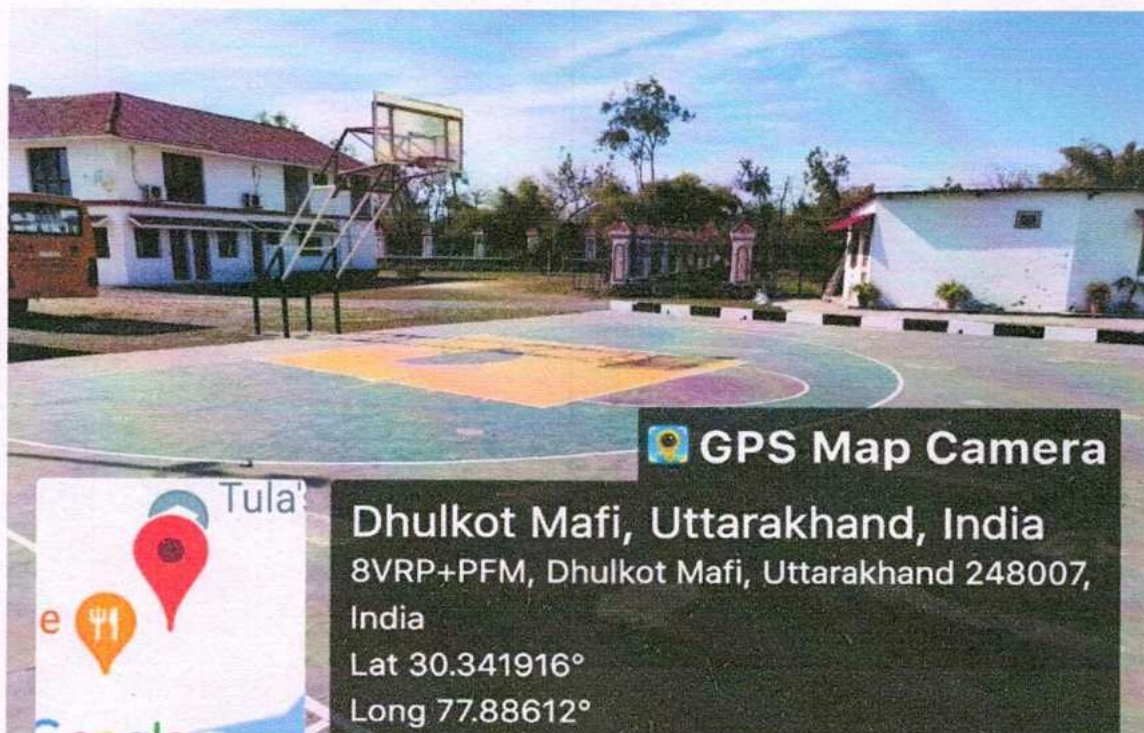 GPS Map Camera
Tula's
Dhulkot Mafi, Uttarakhand, India
8VRP+PFM, Dhulkot Mafi, Uttarakhand 248007,
India
Lat 30.341916°
Long 77.88612°
e
Google